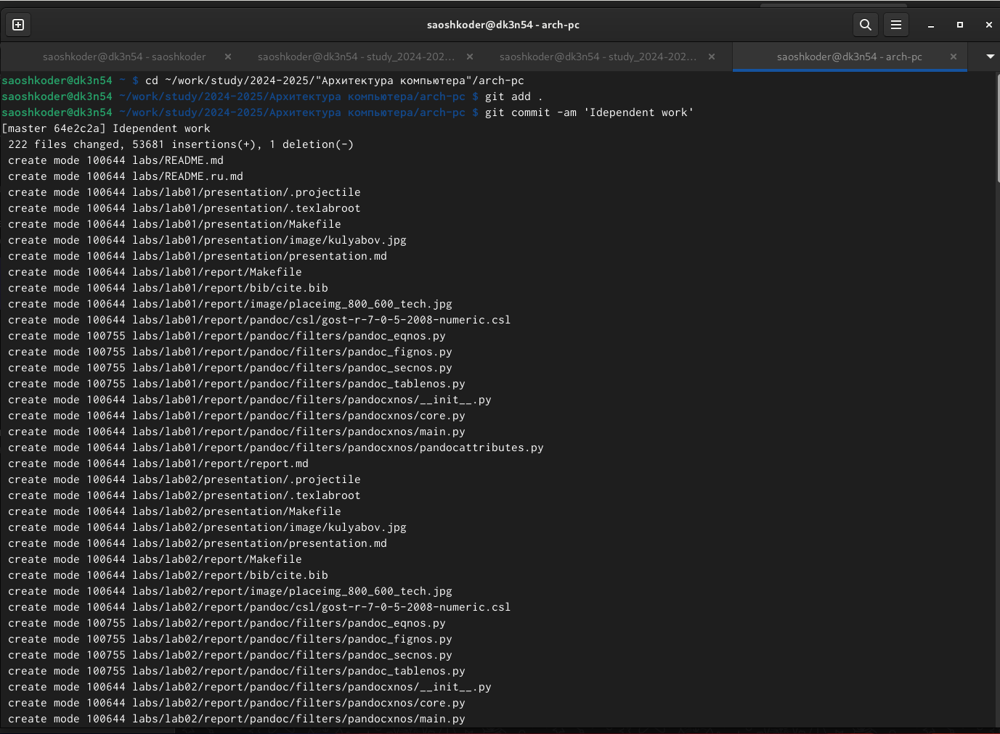 saoshkoder@dk3n54 - arch-pc
saoshkoder@dk3n54 - saoshkoder
saoshkoder@dk3n54 - study_2024-202...
saoshkoder@dk3n54 - study_2024-202...
saoshkoder@dk3n54 - arch-pc
saoshkoder@dk3n54 ~ $ cd ~/work/study/2024-2025/"Архитектура компьютера"/arch-pc
saoshkoder@dk3n54 ~/work/study/2024-2025/Архитектура компьютера/arch-pc $ git add .
saoshkoder@dk3n54 ~/work/study/2024-2025/Архитектура компьютера/arch-pc $ git commit -am 'Idependent work'
[master 64e2c2a] Idependent work
222 files changed, 53681 insertions(+), 1 deletion(-)
create mode 100644 labs/README.md
create mode 100644 labs/README.ru.md
create mode 100644 labs/lab01/presentation/.projectile
create mode 100644 labs/lab01/presentation/.texlabroot
create mode 100644 labs/lab01/presentation/Makefile
create mode 100644 labs/lab01/presentation/image/kulyabov.jpg
create mode 100644 labs/lab01/presentation/presentation.md
create mode 100644 labs/lab01/report/Makefile
create mode 100644 labs/lab01/report/bib/cite.bib
create mode 100644 labs/lab01/report/image/placeimg_800_600_tech.jpg
create mode 100644 labs/lab01/report/pandoc/csl/gost-r-7-0-5-2008-numeric.csl
create mode 100755 labs/lab01/report/pandoc/filters/pandoc_eqnos.py
create mode 100755 labs/lab01/report/pandoc/filters/pandoc_fignos.py
create mode 100755 labs/lab01/report/pandoc/filters/pandoc_secnos.py
create mode 100755 labs/lab01/report/pandoc/filters/pandoc_tablenos.py
create mode 100644 labs/lab01/report/pandoc/filters/pandocxnos/__init__.py
create mode 100644 labs/lab01/report/pandoc/filters/pandocxnos/core.py
create mode 100644 labs/lab01/report/pandoc/filters/pandocxnos/main.py
create mode 100644 labs/lab01/report/pandoc/filters/pandocxnos/pandocattributes.py
create mode 100644 labs/lab01/report/report.md
create mode 100644 labs/lab02/presentation/.projectile
create mode 100644 labs/lab02/presentation/.texlabroot
create mode 100644 labs/lab02/presentation/Makefile
create mode 100644 labs/lab02/presentation/image/kulyabov.jpg
create mode 100644 labs/lab02/presentation/presentation.md
create mode 100644 labs/lab02/report/Makefile
create mode 100644 labs/lab02/report/bib/cite.bib
create mode 100644 labs/lab02/report/image/placeimg_800_600_tech.jpg
create mode 100644 labs/lab02/report/pandoc/csl/gost-r-7-0-5-2008-numeric.csl
create mode 100755 labs/lab02/report/pandoc/filters/pandoc_eqnos.py
create mode 100755 labs/lab02/report/pandoc/filters/pandoc_fignos.py
create mode 100755 labs/lab02/report/pandoc/filters/pandoc_secnos.py
create mode 100755 labs/lab02/report/pandoc/filters/pandoc_tablenos.py
create mode 100644 labs/lab02/report/pandoc/filters/pandocxnos/__init__.py
create mode 100644 labs/lab02/report/pandoc/filters/pandocxnos/core.py
create mode 100644 labs/lab02/report/pandoc/filters/pandocxnos/main.py